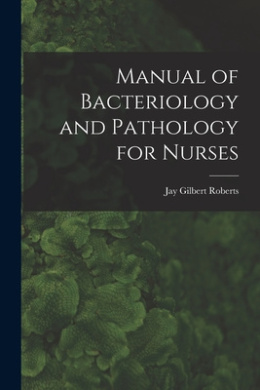 MANUAL OF
BACTERIOLOGY
AND PATHOLOGY
FOR NURSES
Jay Gilbert Roberts